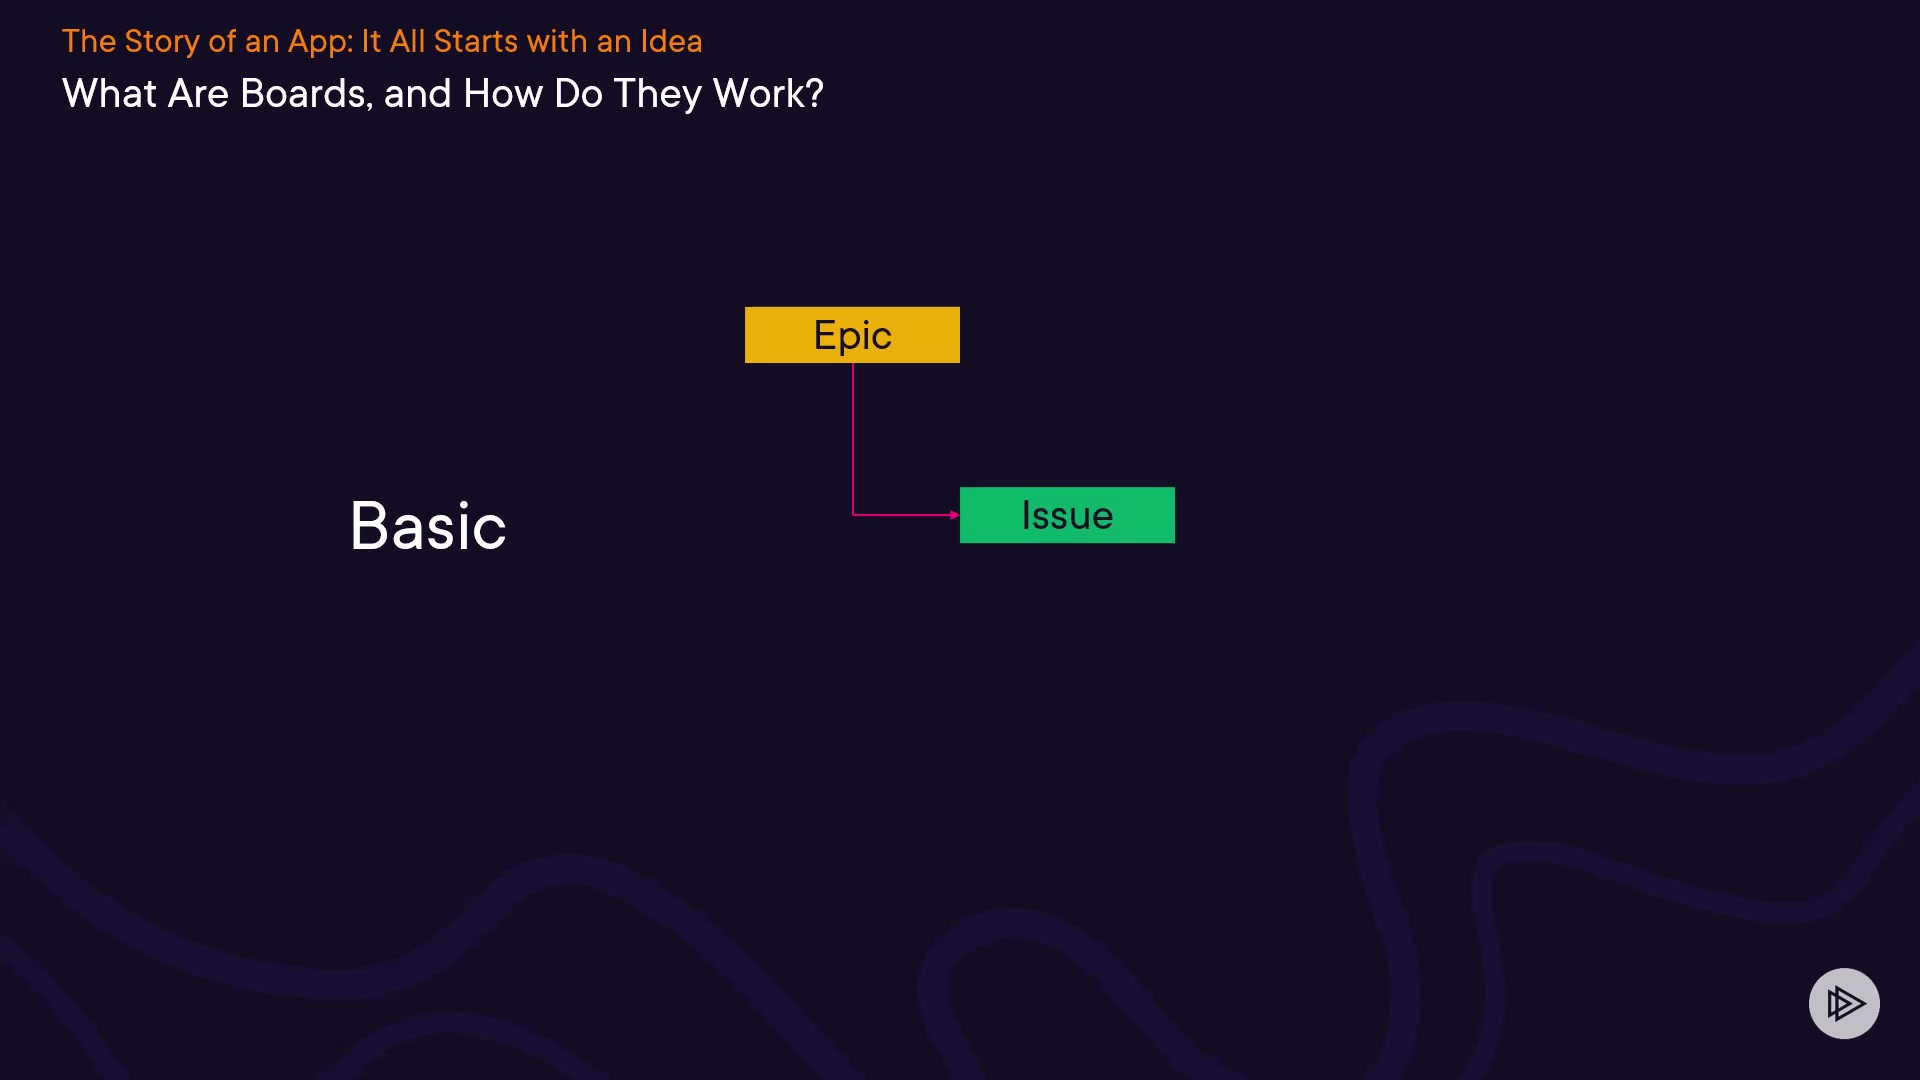 The Story of an App: It All Starts with an Idea
What Are Boards, and How Do They Work?
Epic
Basic
Issue